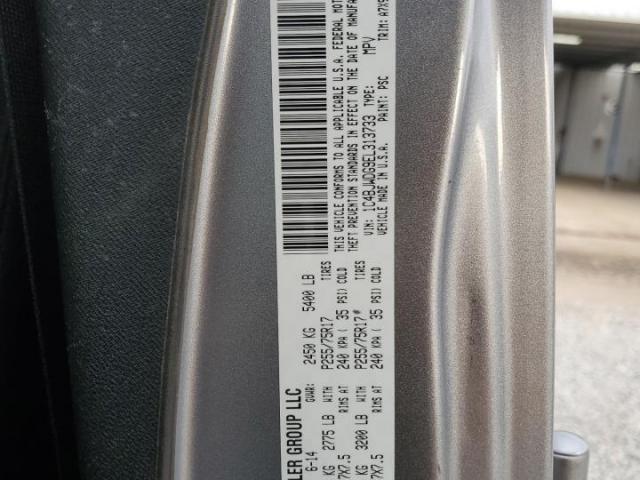 LER GROUP LLC
6-14 GVWR: 2450 KG 5400 LB
KG 2775 LB WITH P255/75R17 TIRES
7X7.5 RIMS AT 240 KPA ( 35 PSI) COLD
KG 3200 LB WITH P255/75R17# TIRES
7X7.5 RIMS AT 240 KPA ( 35 PSI) COLD
THIS VEHICLE CONFORMS TO ALL APPLICABLE U.S.A. FEDERAL MOT
THEFT PREVENTION STANDARDS IN EFFECT ON THE DATE OF MANUFA
VIN: 1C4BJWDG9EL313733 TYPE: MPV
VEHICLE MADE IN U.S.A. PAINT: PSC TRIM: A7X9